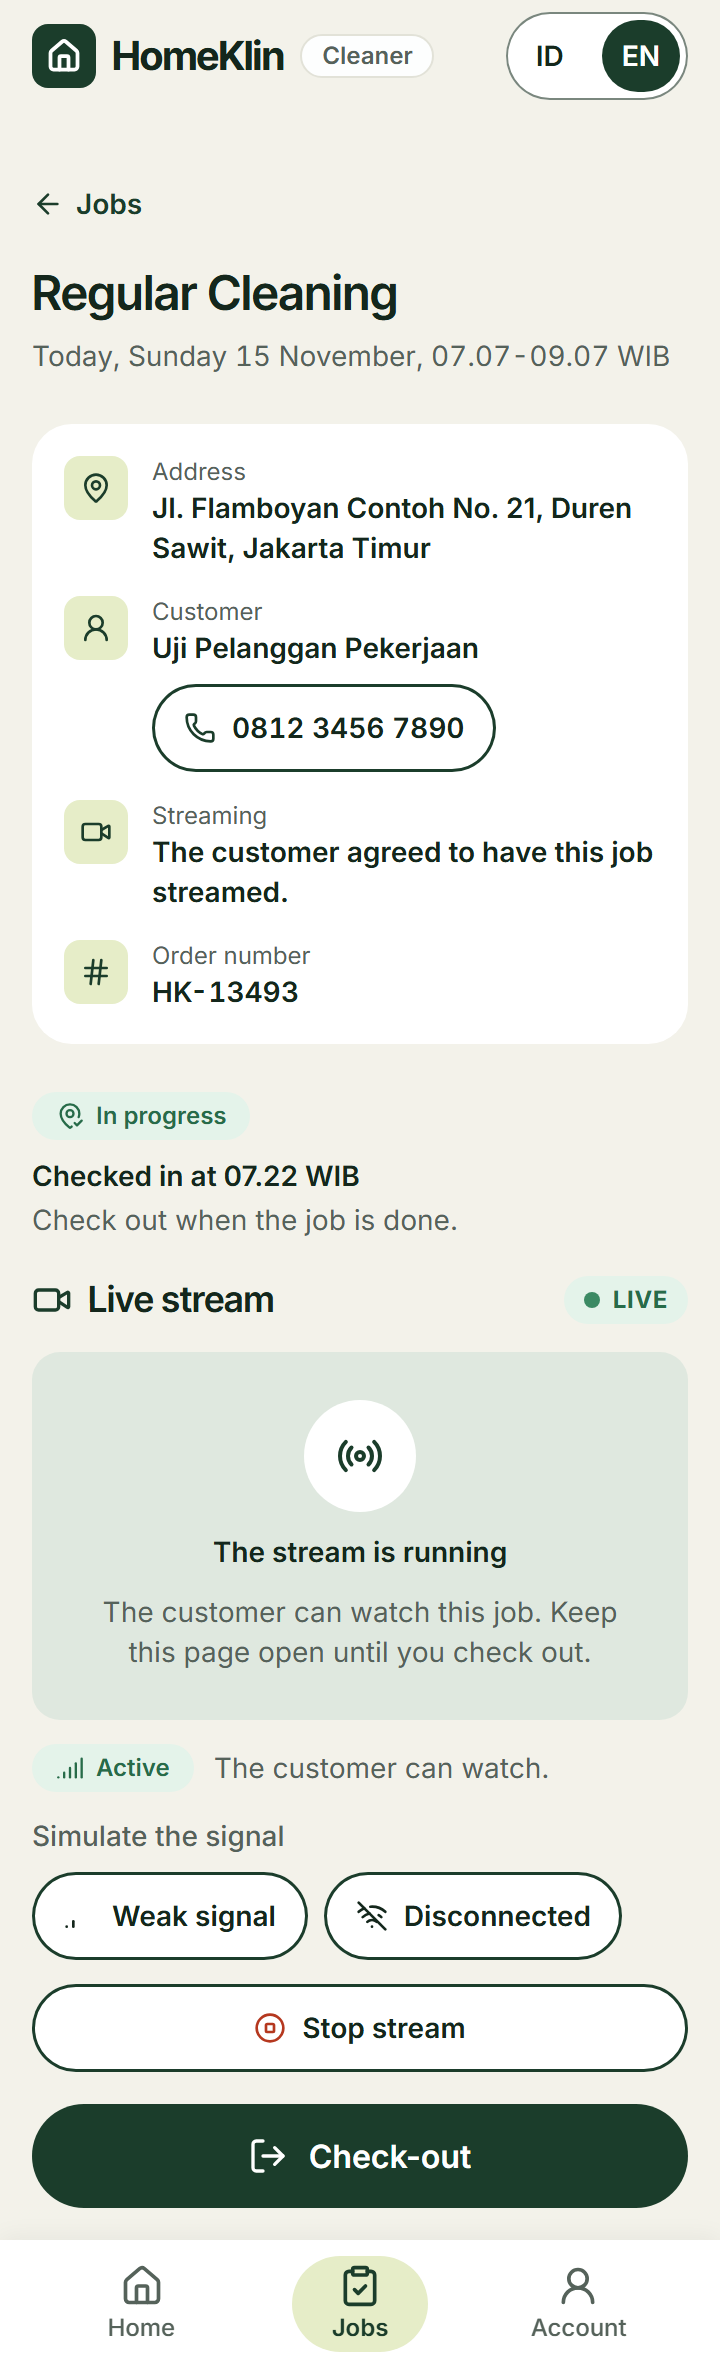 HomeKlin
Cleaner
ID
EN
Jobs
Regular Cleaning
Today, Sunday 15 November, 07.07-09.07 WIB
Address
Jl. Flamboyan Contoh No. 21, Duren
Sawit, Jakarta Timur
Customer
Uji Pelanggan Pekerjaan
0812 3456 7890
Streaming
The customer agreed to have this job
streamed.
Order number
HK-13493
In progress
Checked in at 07.22 WIB
Check out when the job is done.
Live stream
LIVE
The stream is running
The customer can watch this job. Keep
this page open until you check out.
Active
The customer can watch.
Simulate the signal
Weak signal
Disconnected
Stop stream
Check-out
Home
Jobs
Account